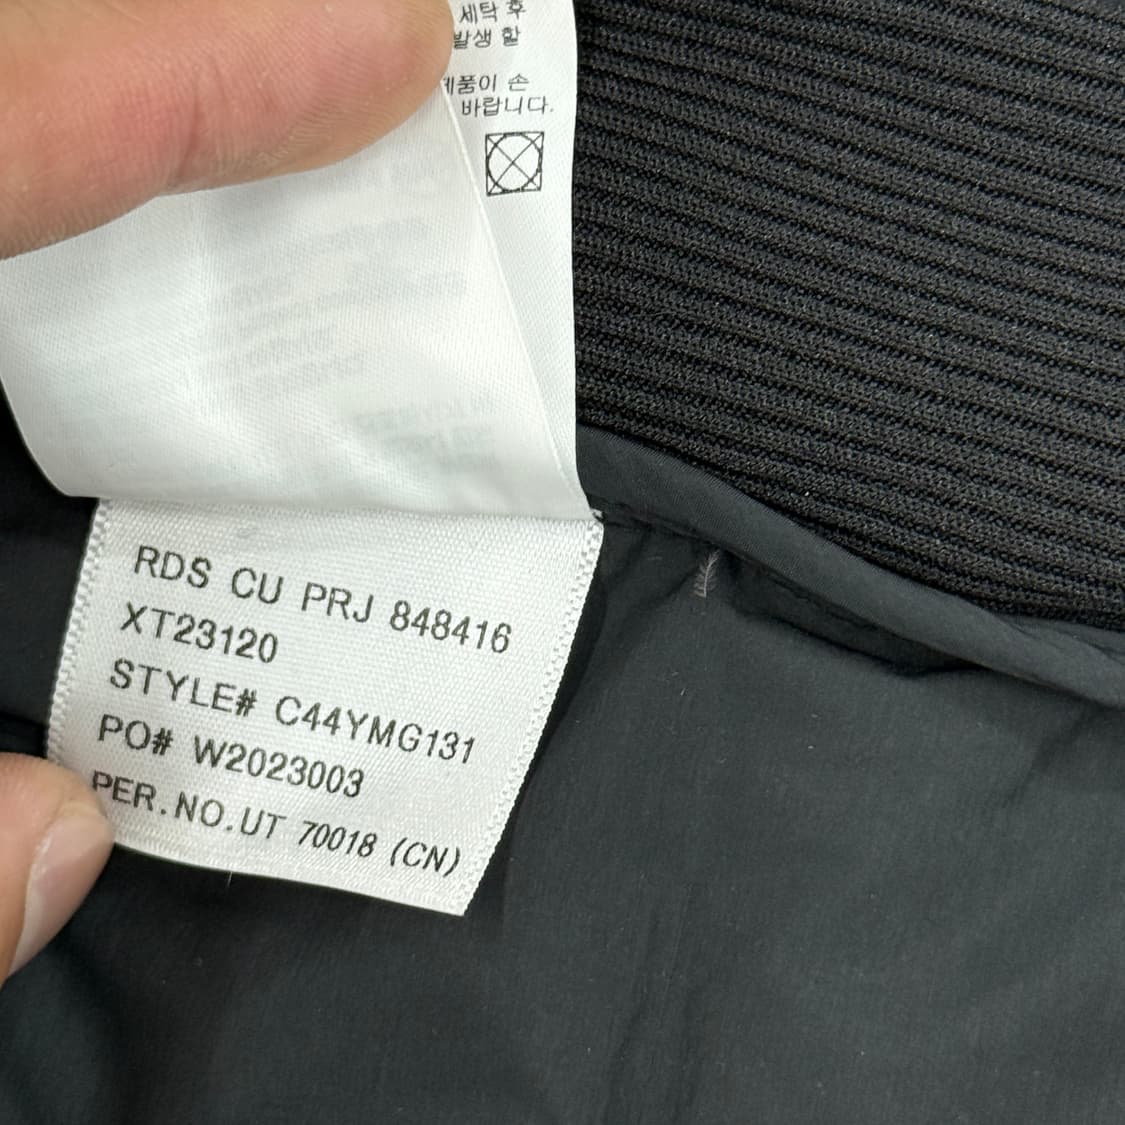 세탁 후
발생 할
제품이 손
바랍니다.
RDS CU PRJ 848416
XT23120
STYLE# C44YMG131
PO# W2023003
PER.NO.UT 70018 (CN)